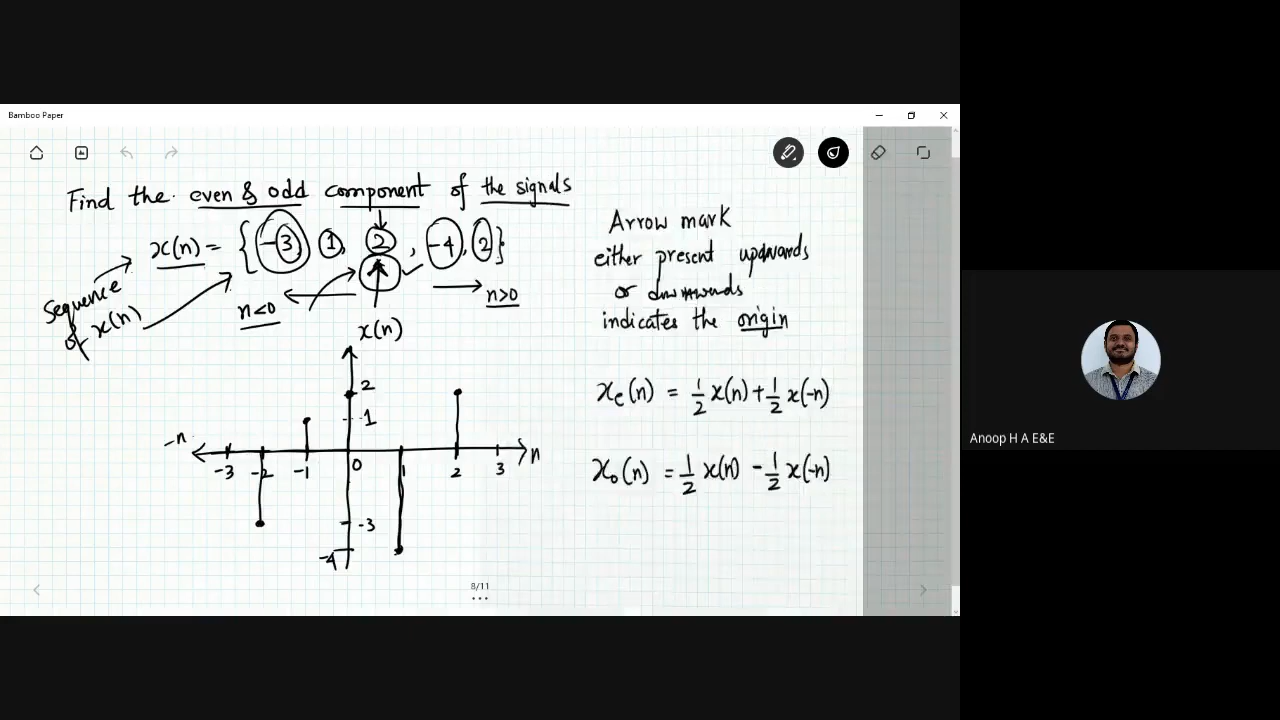 Bamboo Paper
Find the even & odd component of the signals
x(n) = {-3, 1, 2, -4, 2}
↑
Sequence of x(n)
n<0
n>0
x(n)
2
1
-n
-3 -2 -1 0 1 2 3 n
-3
-4
Arrow mark
either present upwards
or downwards
indicates the origin
xe(n) = 1/2 x(n) + 1/2 x(-n)
xo(n) = 1/2 x(n) - 1/2 x(-n)
8/11
Anoop H A E&E